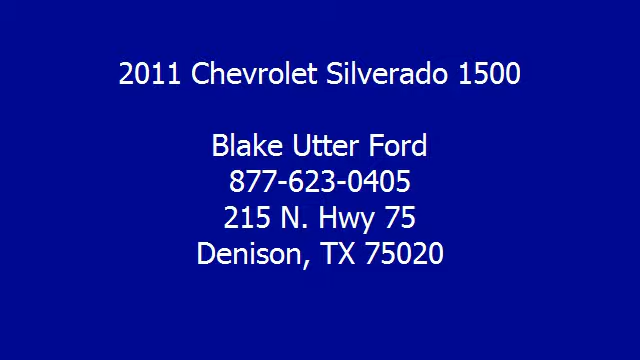 2011 Chevrolet Silverado 1500
Blake Utter Ford
877-623-0405
215 N. Hwy 75
Denison, TX 75020